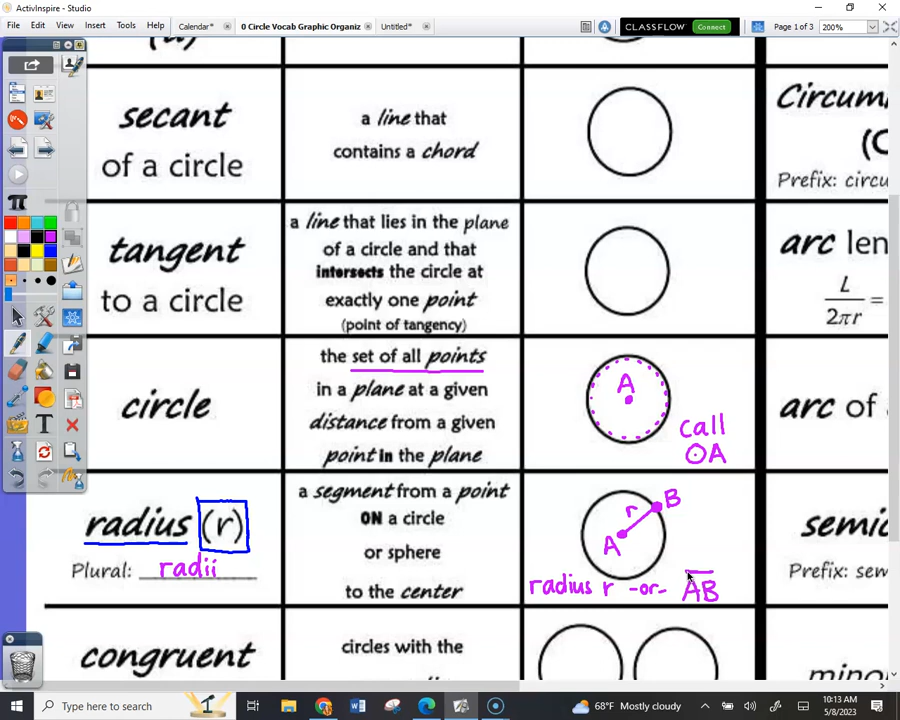 ActivInspire - Studio
File Edit View Insert Tools Help
Calendar* 0 Circle Vocab Graphic Organiz Untitled*
CLASSFLOW Connect
Page 1 of 3 200%
secant
of a circle
a line that
contains a chord
tangent
to a circle
a line that lies in the plane
of a circle and that
intersects the circle at
exactly one point
(point of tangency)
circle
the set of all points
in a plane at a given
distance from a given
point in the plane
A
call
⊙A
radius (r)
Plural: radii
a segment from a point
ON a circle
or sphere
to the center
r
B
A
radius r -or- AB
congruent
circles with the
Circum
(C
Prefix: circu
arc len
L
2πr =
arc of
semic
Prefix: sem
minor
Type here to search
68°F Mostly cloudy
10:13 AM
5/8/2023